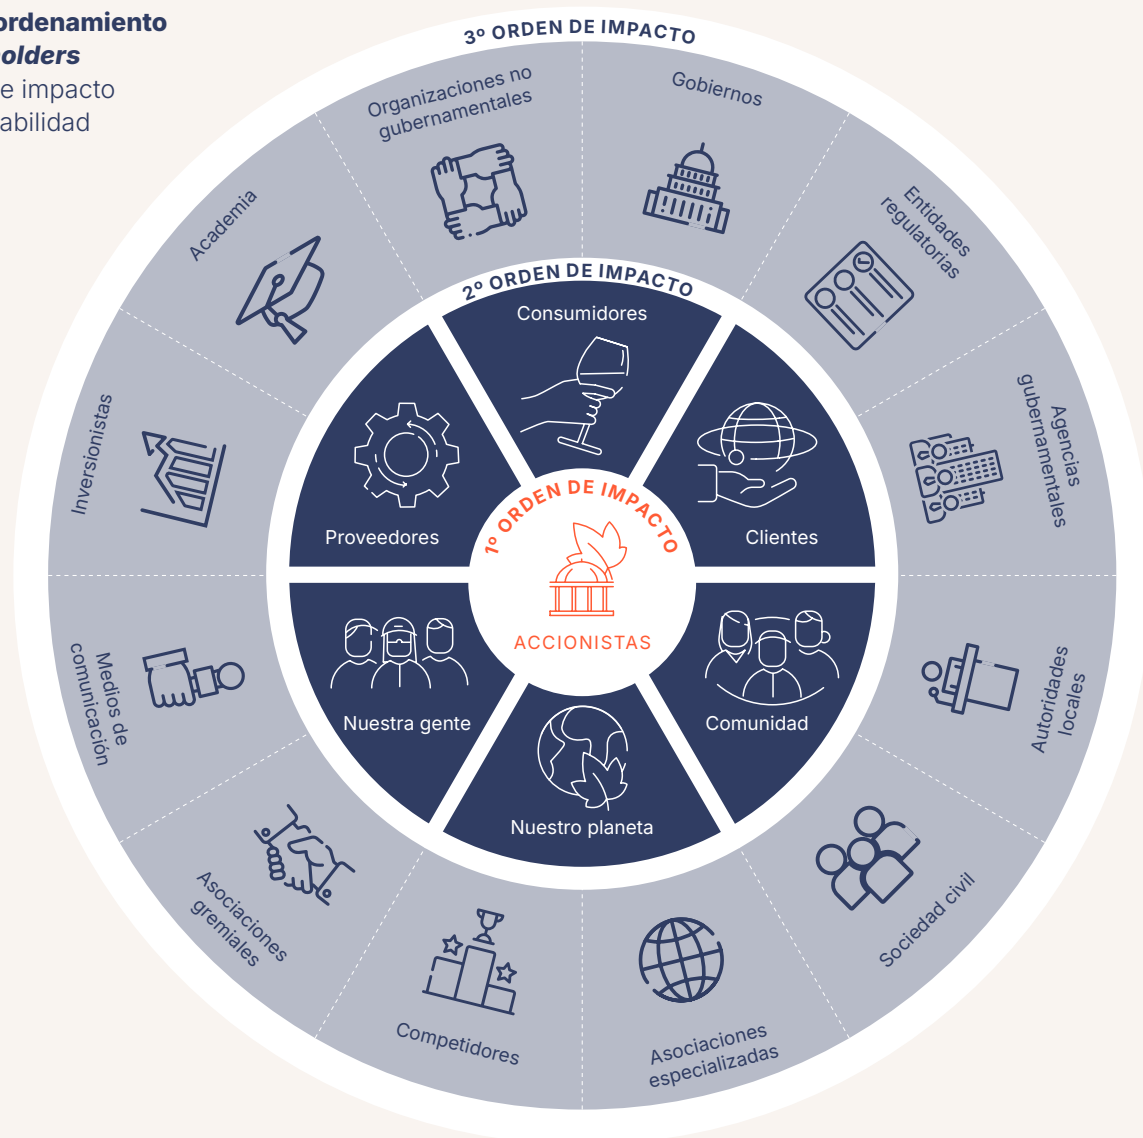 ordenamiento
olders
e impacto
abilidad
3º ORDEN DE IMPACTO
Organizaciones no
gubernamentales
Gobiernos
Entidades
regulatorias
Agencias
gubernamentales
Autoridades
locales
Sociedad civil
Asociaciones
especializadas
Competidores
Asociaciones
gremiales
Medios de
comunicación
Inversionistas
Academia
2º ORDEN DE IMPACTO
Consumidores
Clientes
Comunidad
Nuestro planeta
Nuestra gente
Proveedores
1º ORDEN DE IMPACTO
ACCIONISTAS